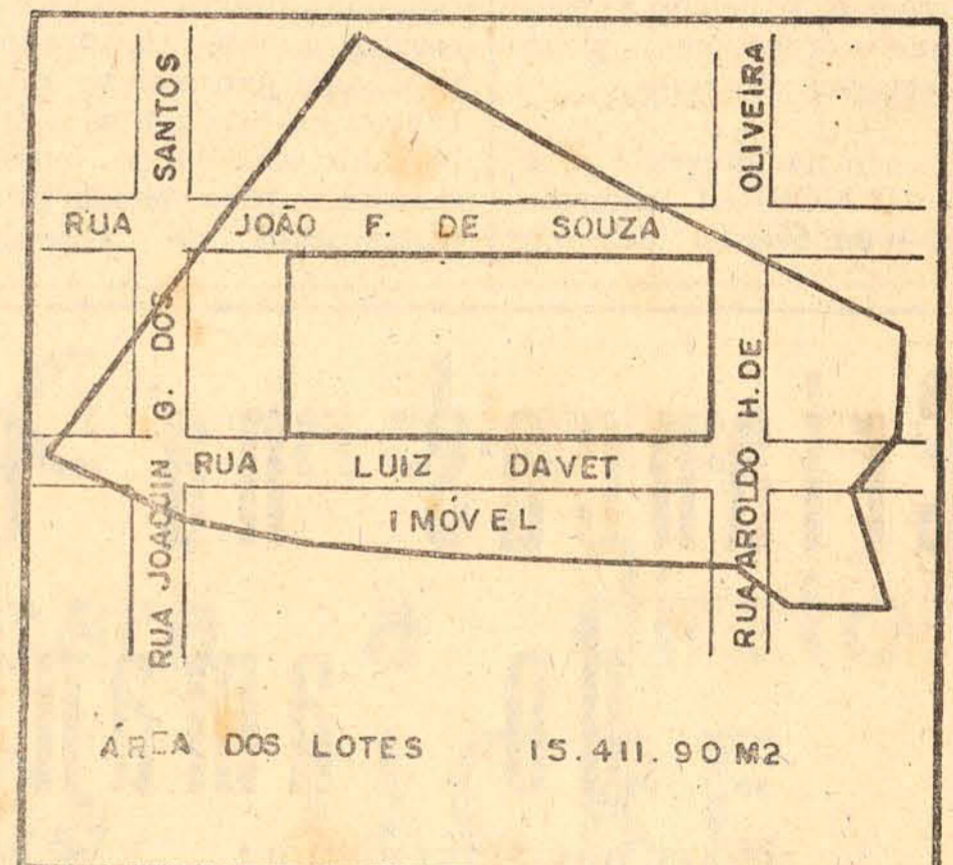 RUA JOAQUIN G. DOS SANTOS
RUA AROLDO H. DE OLIVEIRA
RUA JOÃO F. DE SOUZA
RUA LUIZ DAVET
IMÓVEL
ÁREA DOS LOTES 15.411.90 M2